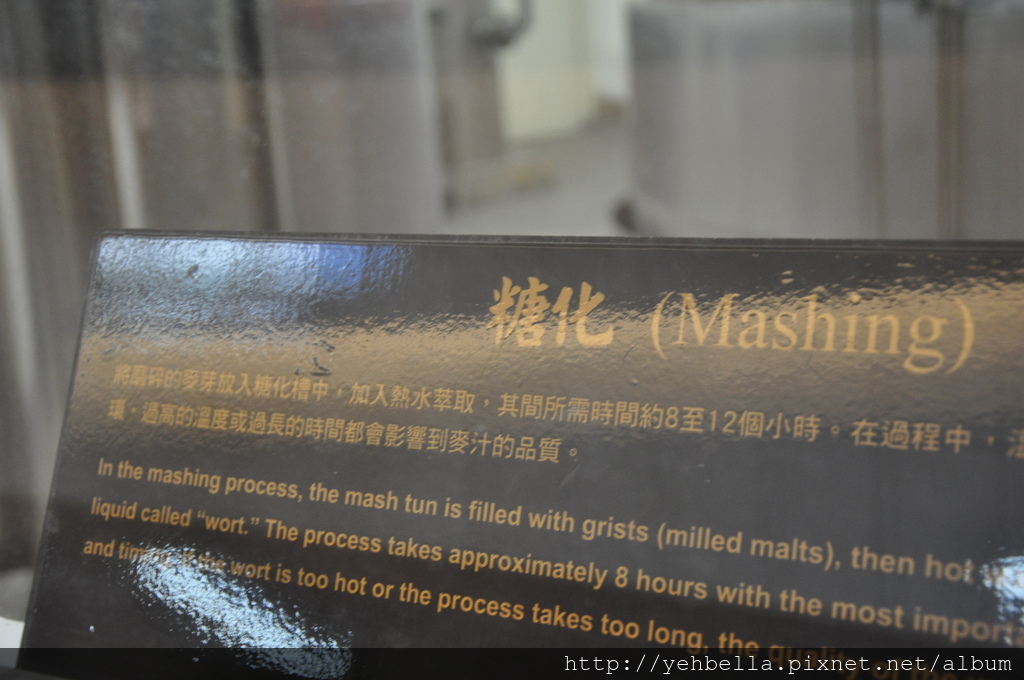 糖化 (Mashing)
將磨碎的麥芽放入糖化槽中，加入熱水萃取，其間所需時間約8至12個小時。在過程中，
環，過高的溫度或過長的時間都會影響到麥汁的品質。
In the mashing process, the mash tun is filled with grists (milled malts), then hot
liquid called “wort.” The process takes approximately 8 hours with the most
and the wort is too hot or the process takes too long, the quality of the
http://yehbella.pixnet.net/album